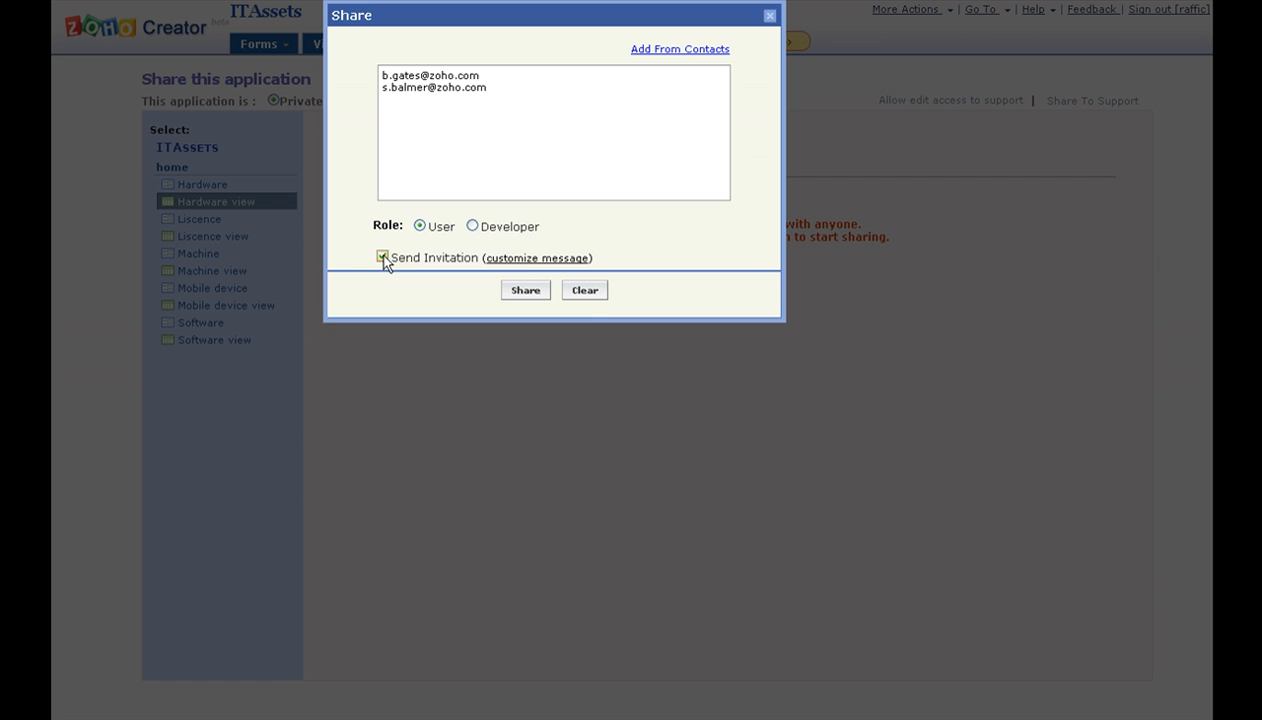 ZOHO Creator beta
ITAssets
More Actions | Go To | Help | Feedback | Sign out [raffic]
Forms
Share this application
This application is : Private
Allow edit access to support | Share To Support
Select:
ITASSETS
home
Hardware
Hardware view
Liscence
Liscence view
Machine
Machine view
Mobile device
Mobile device view
Software
Software view
with anyone.
to start sharing.
Share
Add From Contacts
b.gates@zoho.com
s.balmer@zoho.com
Role: User Developer
Send Invitation (customize message)
Share Clear